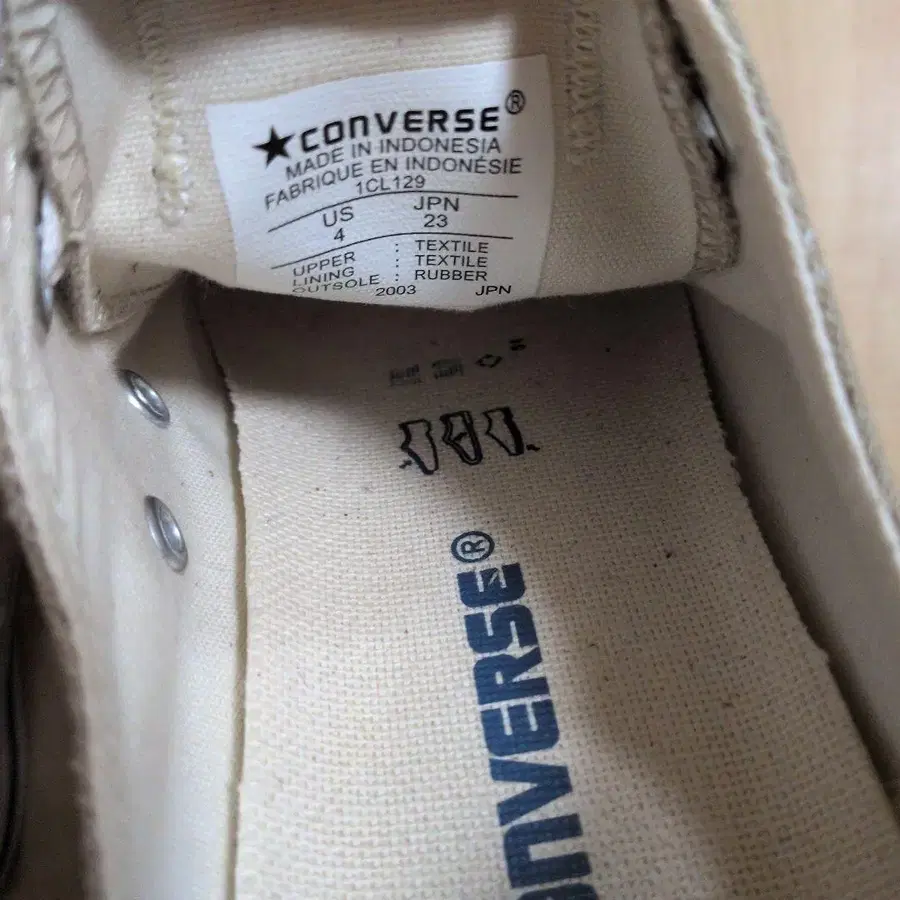 ★CONVERSE®
MADE IN INDONESIA
FABRIQUE EN INDONÉSIE
1CL129
US JPN
4 23
UPPER : TEXTILE
LINING : TEXTILE
OUTSOLE : RUBBER
2003 JPN
CONVERSE®